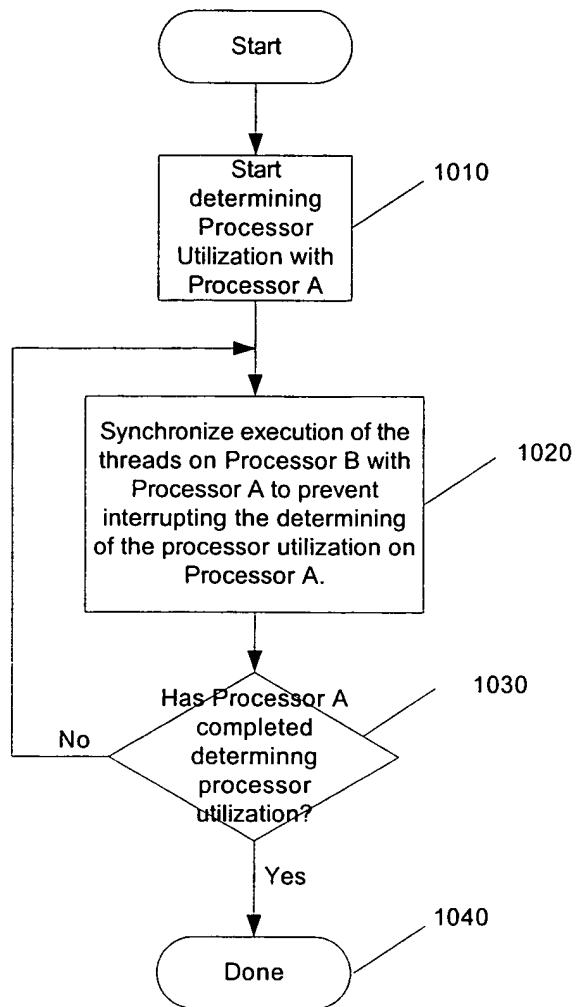 Start
Start
determining
Processor
Utilization with
Processor A
1010
Synchronize execution of the
threads on Processor B with
Processor A to prevent
interrupting the determining
of the processor utilization on
Processor A.
1020
Has Processor A
completed
determinng
processor
utilization?
1030
No
Yes
Done
1040